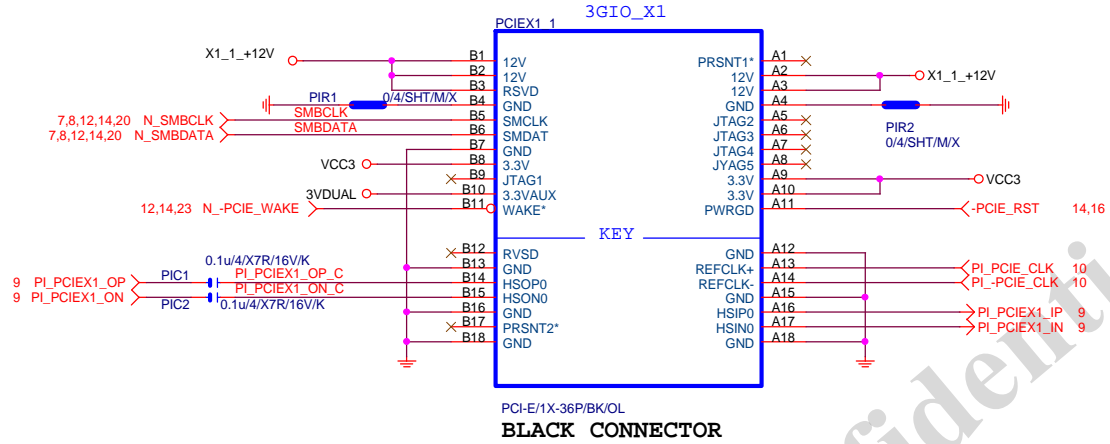 3GIO_X1
PCIEX1_1
X1_1_+12V
B1 12V
B2 12V
B3 RSVD
B4 GND
B5 SMCLK
B6 SMDAT
B7 GND
B8 3.3V
B9 JTAG1
B10 3.3VAUX
B11 WAKE*
PIR1 0/4/SHT/M/X
7,8,12,14,20 N_SMBCLK SMBCLK
7,8,12,14,20 N_SMBDATA SMBDATA
VCC3
3VDUAL
12,14,23 N_-PCIE_WAKE
PRSNT1* A1
12V A2
12V A3
GND A4
JTAG2 A5
JTAG3 A6
JTAG4 A7
JYAG5 A8
3.3V A9
3.3V A10
PWRGD A11
X1_1_+12V
PIR2
0/4/SHT/M/X
VCC3
-PCIE_RST 14,16
KEY
B12 RVSD
B13 GND
B14 HSOP0
B15 HSON0
B16 GND
B17 PRSNT2*
B18 GND
0.1u/4/X7R/16V/K
9 PI_PCIEX1_OP PIC1 PI_PCIEX1_OP_C
9 PI_PCIEX1_ON PIC2 PI_PCIEX1_ON_C
0.1u/4/X7R/16V/K
GND A12
REFCLK+ A13
REFCLK- A14
GND A15
HSIP0 A16
HSIN0 A17
GND A18
PI_PCIE_CLK 10
PI_-PCIE_CLK 10
PI_PCIEX1_IP 9
PI_PCIEX1_IN 9
PCI-E/1X-36P/BK/OL
BLACK CONNECTOR
fidenti